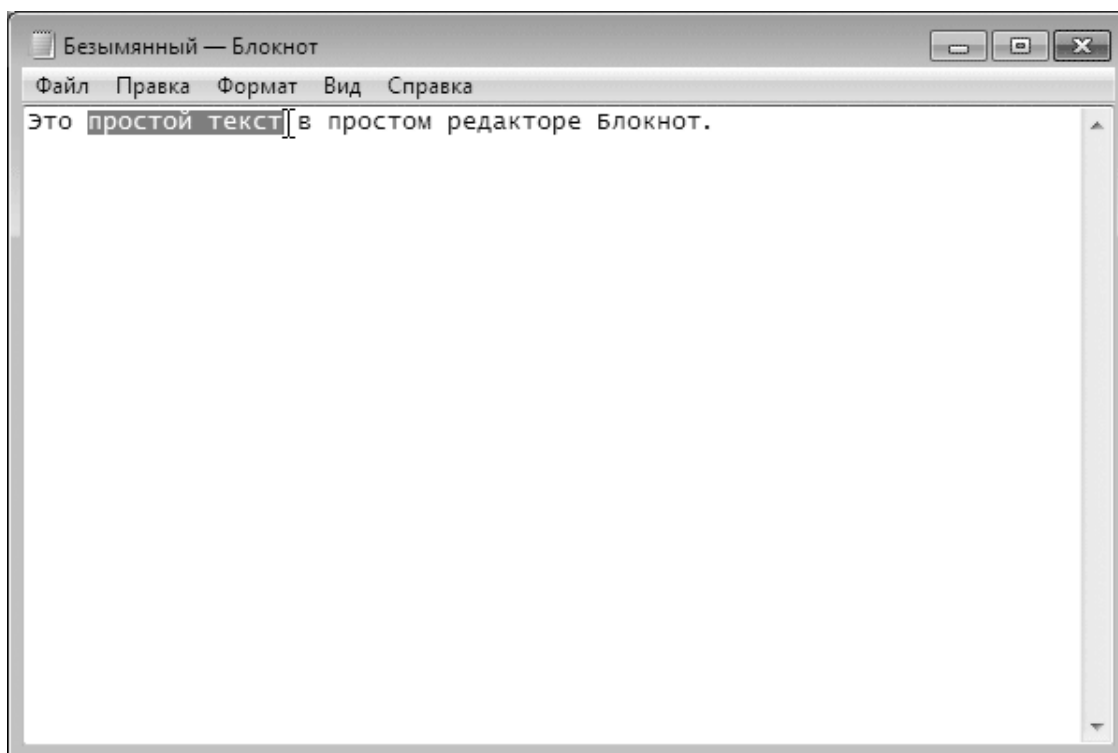 Безымянный — Блокнот
Файл Правка Формат Вид Справка
Это простой текст в простом редакторе Блокнот.